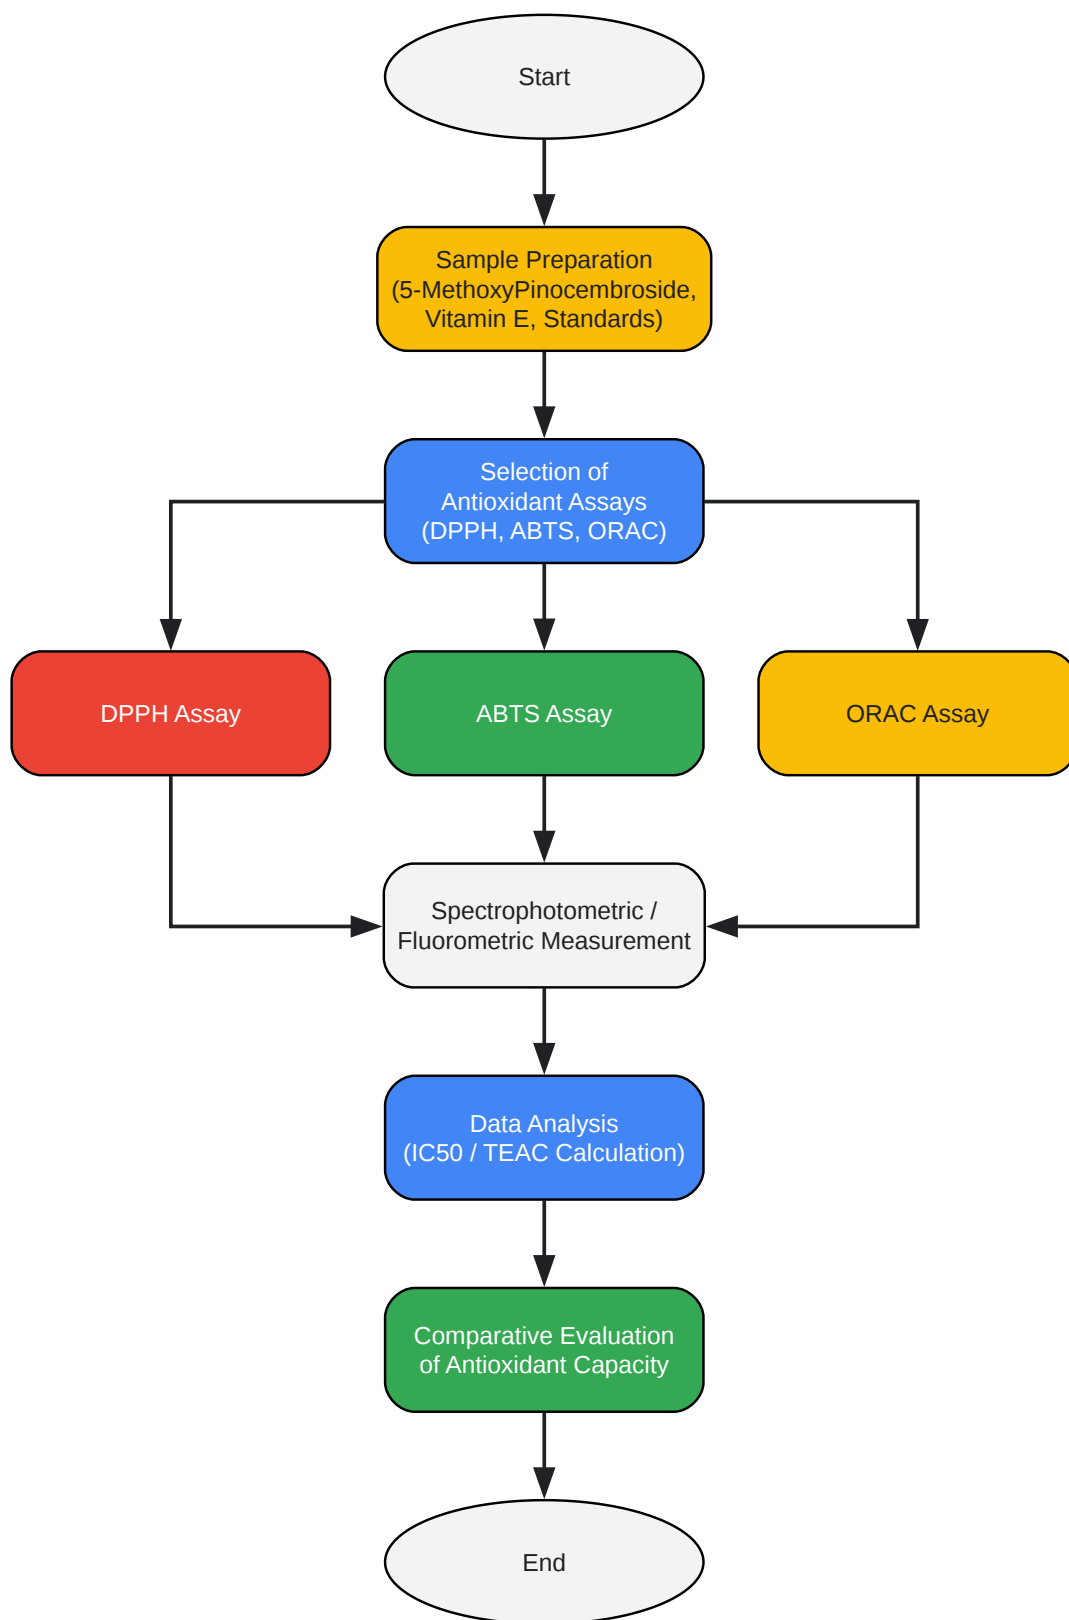 Start
Sample Preparation
(5-MethoxyPinocembroside,
Vitamin E, Standards)
Selection of
Antioxidant Assays
(DPPH, ABTS, ORAC)
DPPH Assay
ABTS Assay
ORAC Assay
Spectrophotometric /
Fluorometric Measurement
Data Analysis
(IC50 / TEAC Calculation)
Comparative Evaluation
of Antioxidant Capacity
End